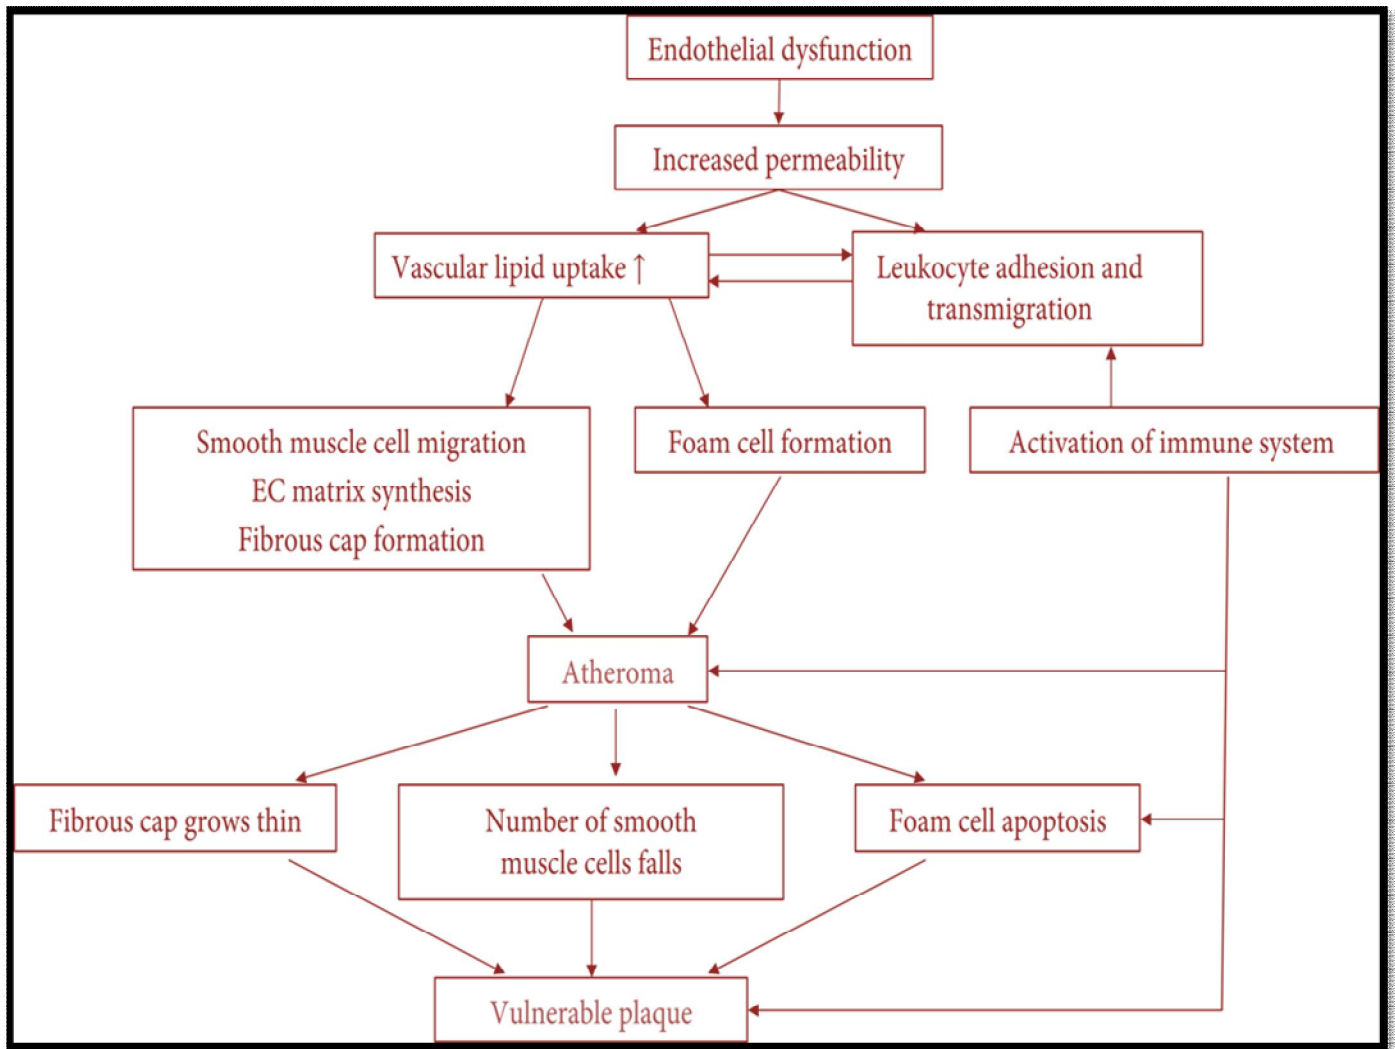 Endothelial dysfunction
Increased permeability
Vascular lipid uptake ↑
Leukocyte adhesion and
transmigration
Smooth muscle cell migration
EC matrix synthesis
Fibrous cap formation
Foam cell formation
Activation of immune system
Atheroma
Fibrous cap grows thin
Number of smooth
muscle cells falls
Foam cell apoptosis
Vulnerable plaque